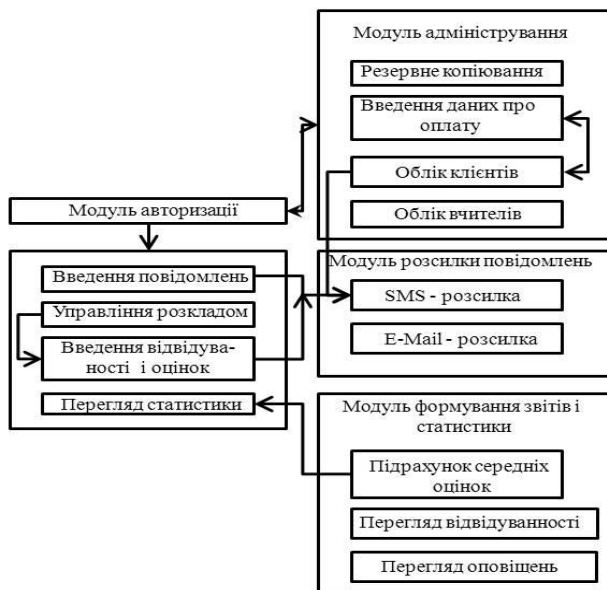 Модуль адміністрування
Резервне копіювання
Введення даних про
оплату
Облік клієнтів
Облік вчителів
Модуль авторизації
Введення повідомлень
Управління розкладом
Введення відвідува-
ності і оцінок
Перегляд статистики
Модуль розсилки повідомлень
SMS - розсилка
E-Mail - розсилка
Модуль формування звітів і
статистики
Підрахунок середніх
оцінок
Перегляд відвідуванності
Перегляд оповіщень